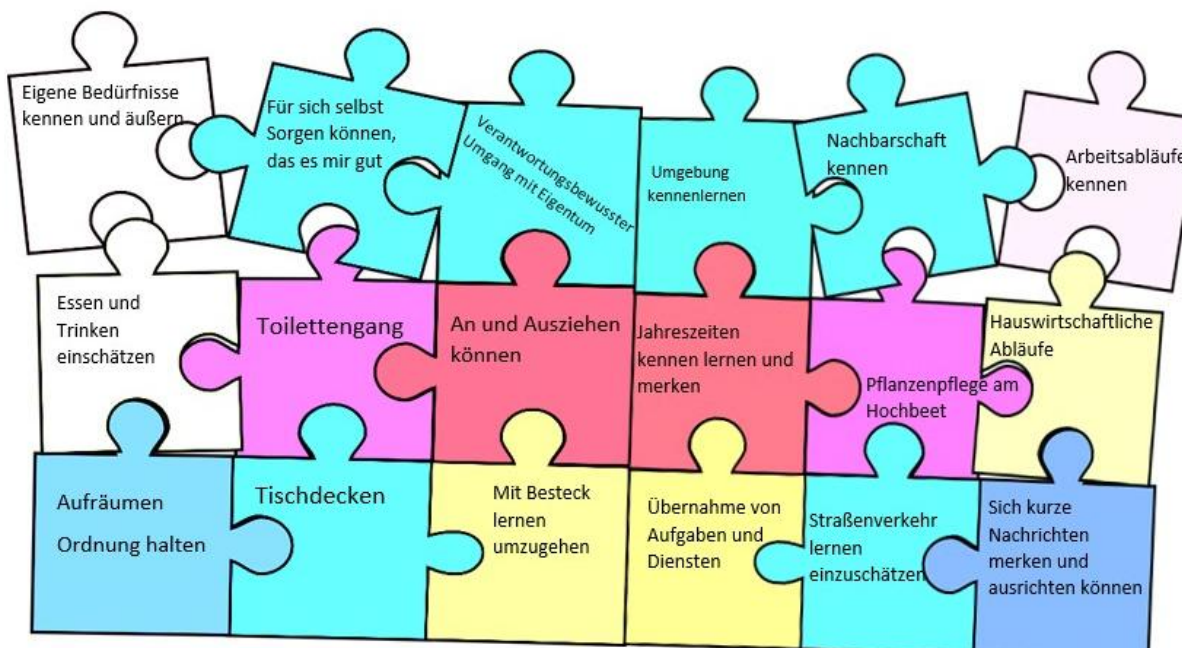 Eigene Bedürfnisse
kennen und äußern
Für sich selbst
Sorgen können,
das es mir gut
Verantwortungsbewusster
Umgang mit Eigentum
Umgebung
kennenlernen
Nachbarschaft
kennen
Arbeitsabläufe
kennen
Essen und
Trinken
einschätzen
Toilettengang
An und Ausziehen
können
Jahreszeiten
kennen lernen und
merken
Pflanzenpflege am
Hochbeet
Hauswirtschaftliche
Abläufe
Aufräumen
Ordnung halten
Tischdecken
Mit Besteck
lernen
umzugehen
Übernahme von
Aufgaben und
Diensten
Straßenverkehr
lernen
einzuschätzen
Sich kurze
Nachrichten
merken und
ausrichten können